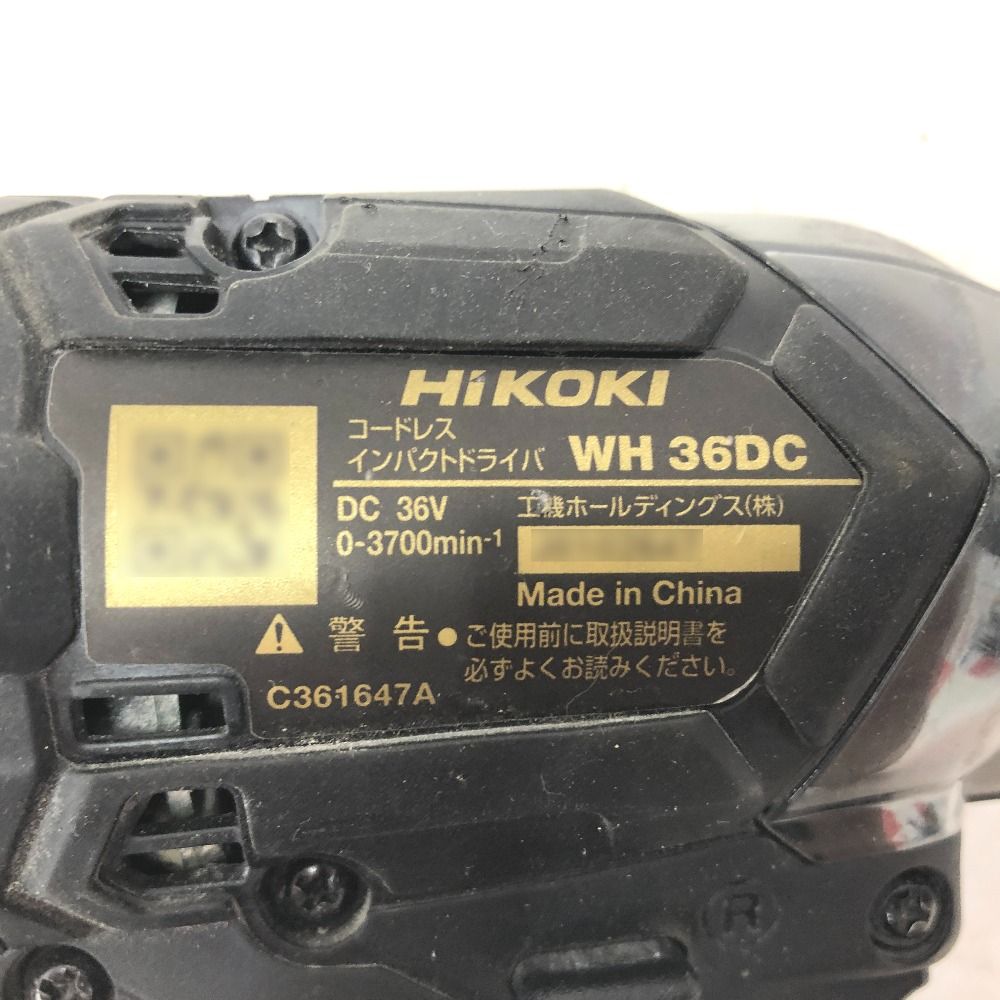 HiKOKI
コードレス
インパクトドライバ WH 36DC
DC 36V 工機ホールディングス(株)
0-3700min-1
Made in China
警告 ● ご使用前に取扱説明書を
必ずよくお読みください。
C361647A
R